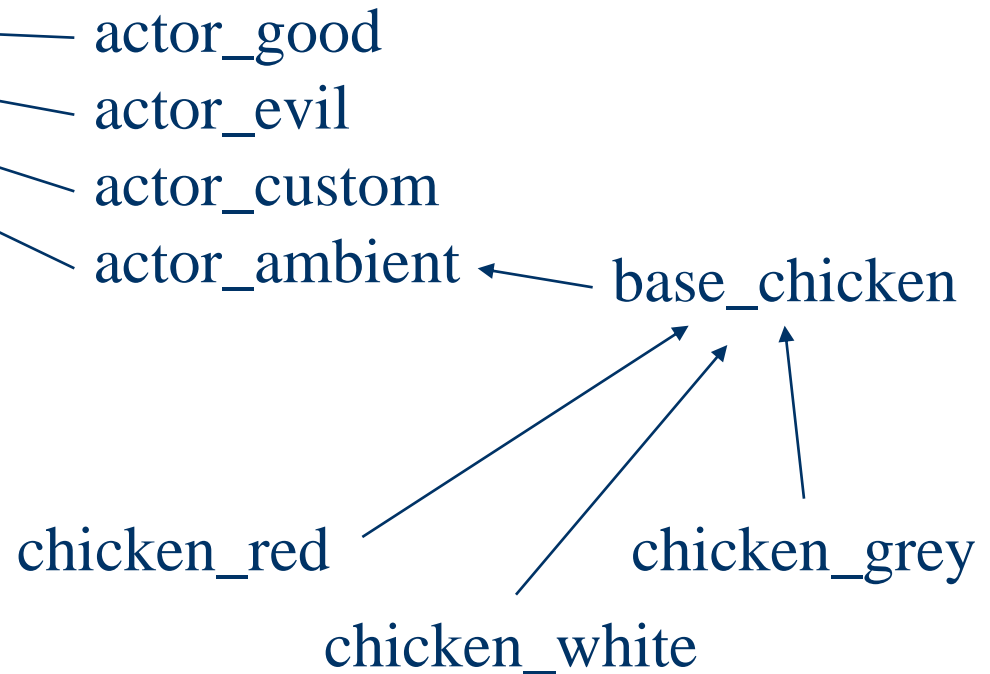 actor_good
actor_evil
actor_custom
actor_ambient
base_chicken
chicken_red
chicken_grey
chicken_white